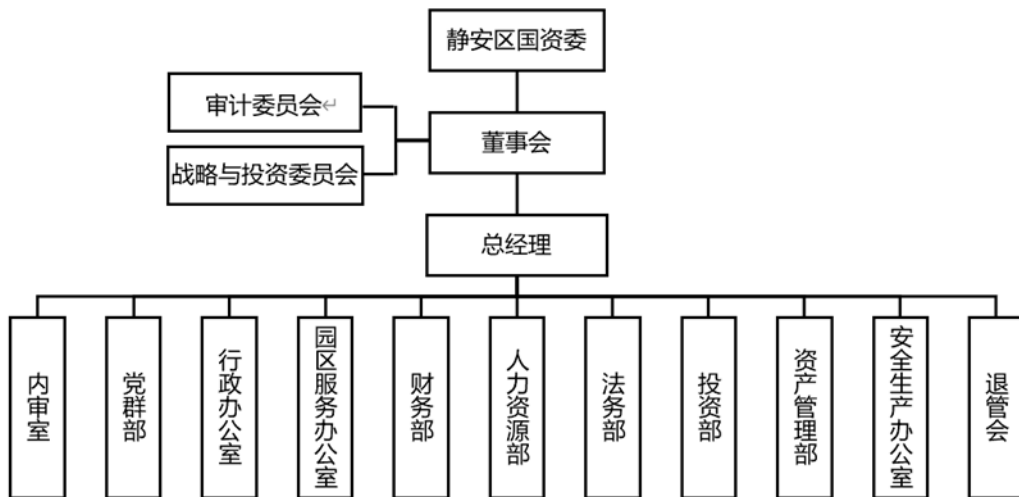 静安区国资委
审计委员会↵
董事会
战略与投资委员会
总经理
内审室
党群部
行政办公室
园区服务办公室
财务部
人力资源部
法务部
投资部
资产管理部
安全生产办公室
退管会